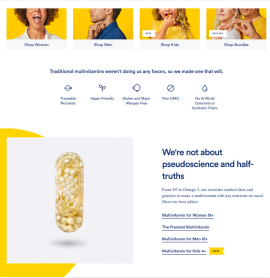 NEW
SAVE $10
Shop Women
Shop Men
Shop Kids
Shop Bundles
Traditional multivitamins weren't doing us any favors, so we made one that will.
Traceable
Nutrients
Vegan Friendly
Gluten and Major
Allergen Free
Non-GMO
No Artificial
Colorants or
Synthetic Fillers
We're not about
pseudoscience and half-
truths
From D3 to Omega-3, our scientists studied diets and
genetics to make a multivitamin with key nutrients we need.
Meet our best sellers.
Multivitamin for Women 18+
The Prenatal Multivitamin
Multivitamin for Men 18+
Multivitamin for Kids 4+
NEW